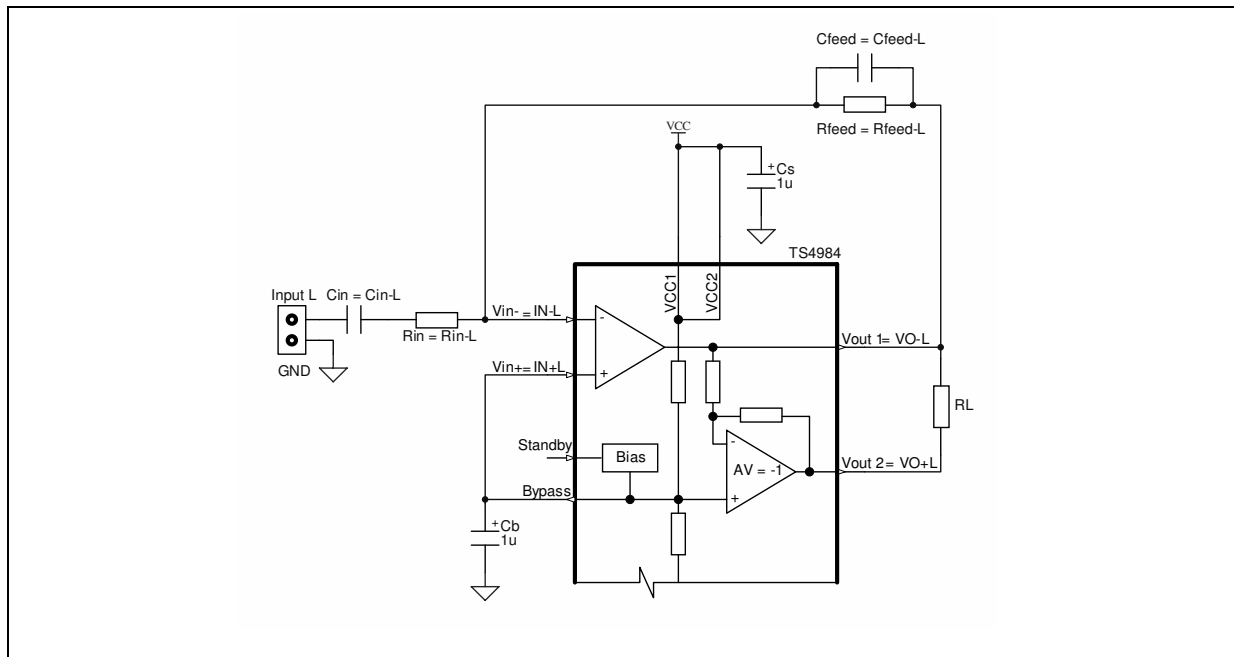 Cfeed = Cfeed-L
Rfeed = Rfeed-L
VCC
+
Cs
1u
TS4984
VCC1
VCC2
Input L
Cin = Cin-L
Rin = Rin-L
GND
Vin- = IN-L
-
Vin+= IN+L
+
Vout 1= VO-L
RL
Standby
Bias
-
AV = -1
+
Vout 2= VO+L
Bypass
+
Cb
1u